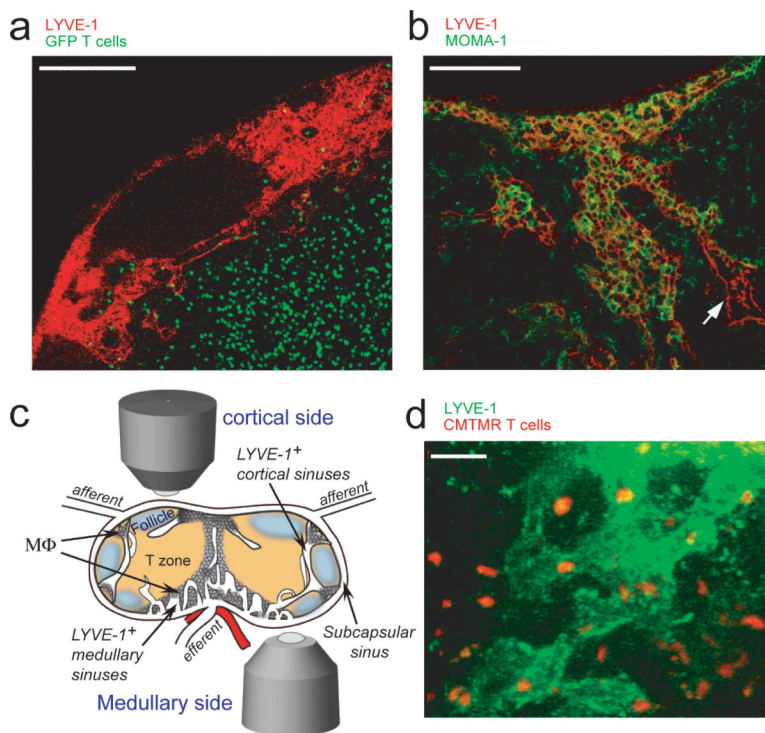 a
LYVE-1
GFP T cells
b
LYVE-1
MOMA-1
c
cortical side
LYVE-1+
cortical sinuses
afferent
afferent
Follicle
MΦ
T zone
LYVE-1+
medullary
sinuses
efferent
Subcapsular
sinus
Medullary side
d
LYVE-1
CMTMR T cells